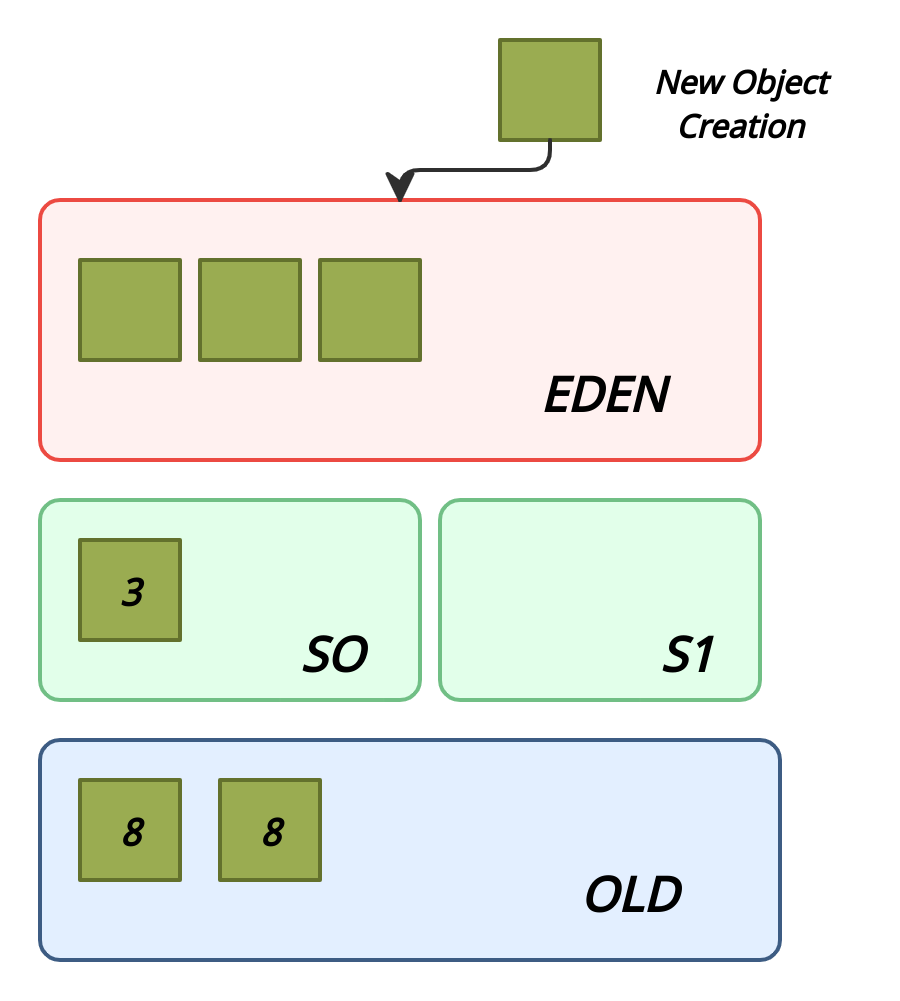 New Object
Creation
EDEN
3
SO
S1
8
8
OLD